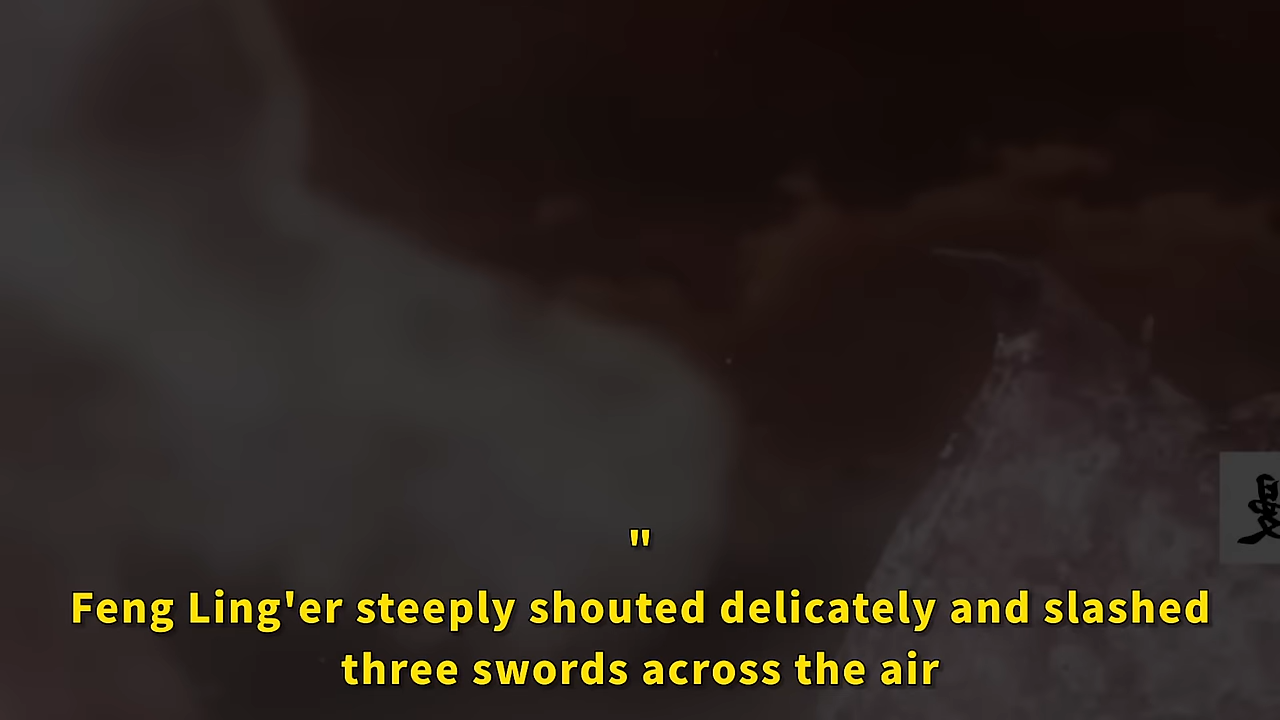 "
Feng Ling'er steeply shouted delicately and slashed
three swords across the air